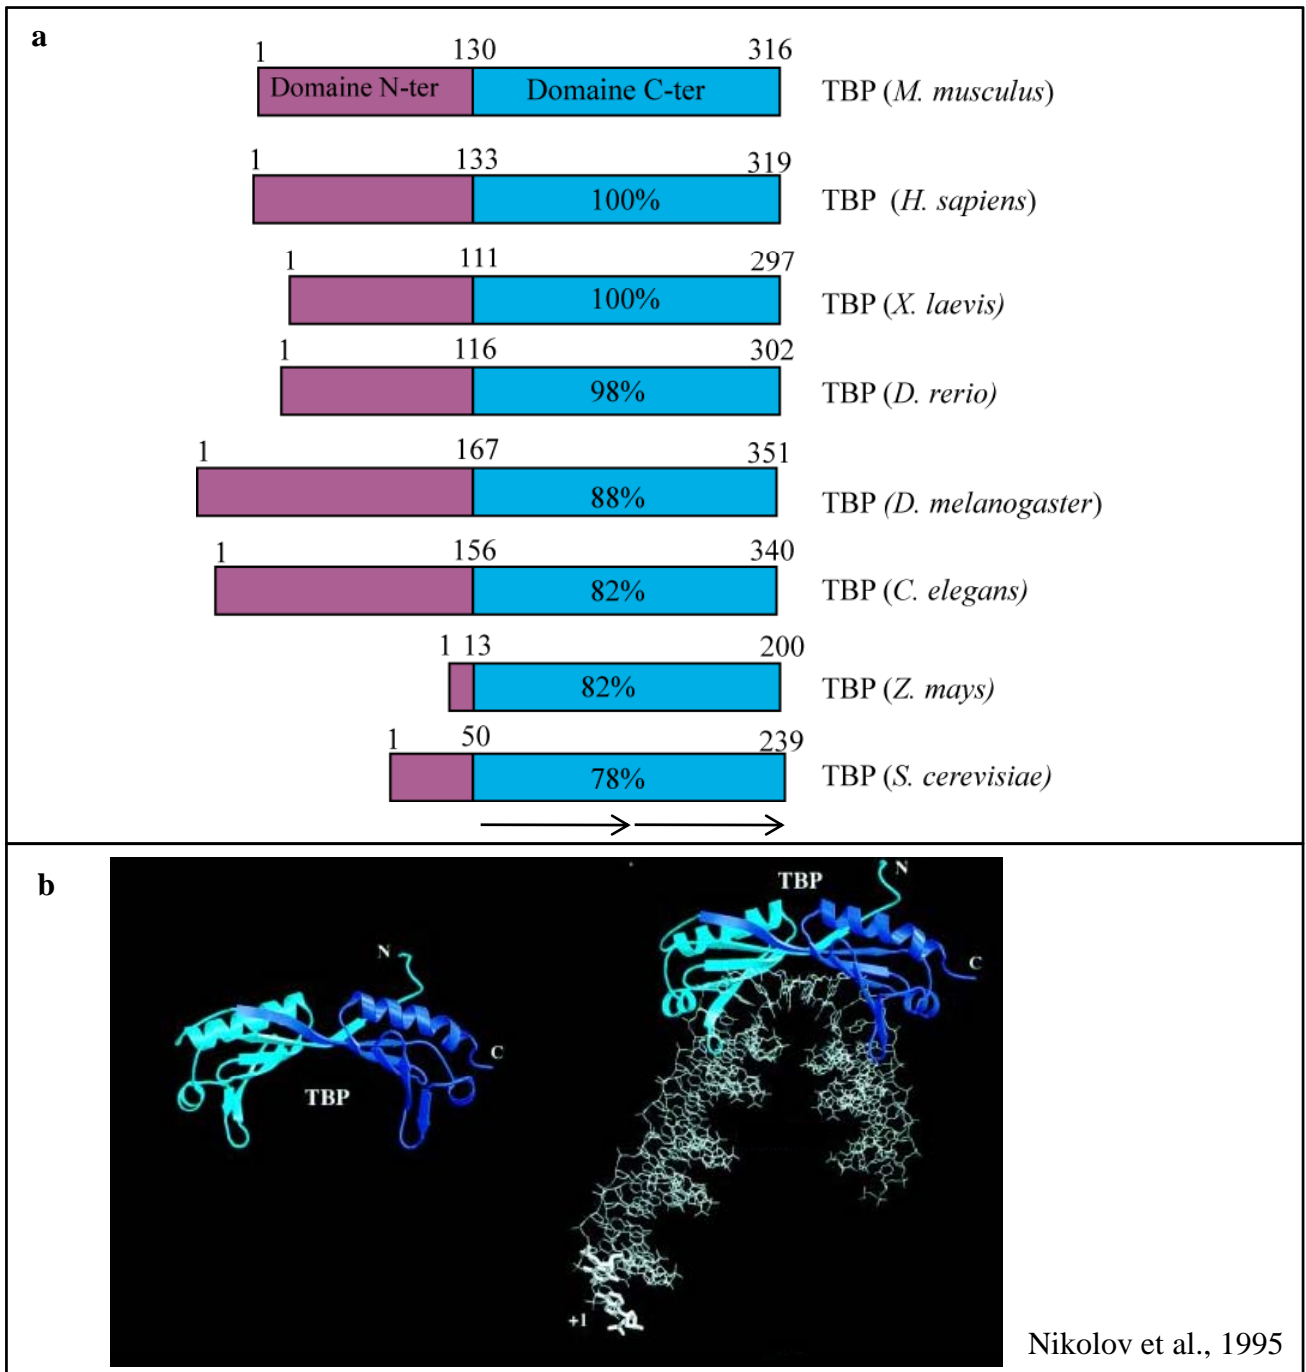 a
1 130 316
Domaine N-ter Domaine C-ter TBP (M. musculus)
1 133 319
100% TBP (H. sapiens)
1 111 297
100% TBP (X. laevis)
1 116 302
98% TBP (D. rerio)
1 167 351
88% TBP (D. melanogaster)
1 156 340
82% TBP (C. elegans)
1 13 200
82% TBP (Z. mays)
1 50 239
78% TBP (S. cerevisiae)
b
TBP
N
C
N
C
TBP
+1
Nikolov et al., 1995